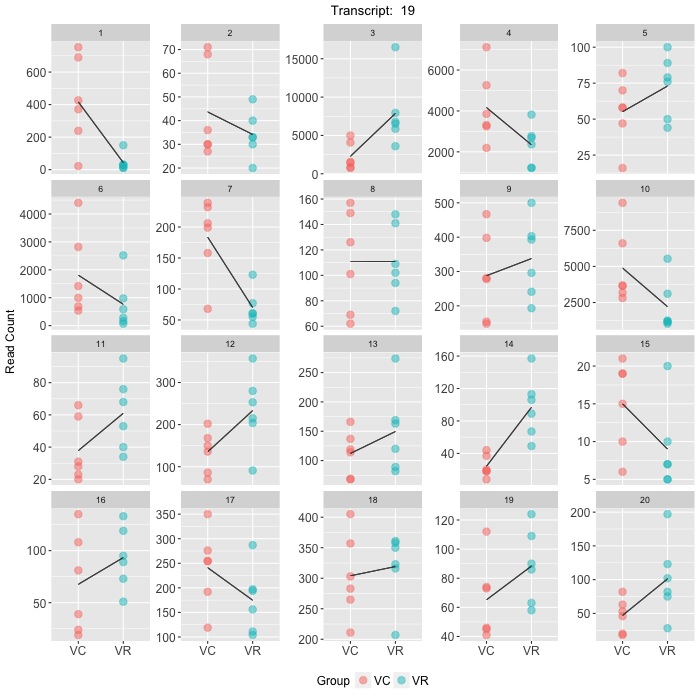 Transcript: 19
1 2 3 4 5
600 400 200 0
70 60 50 40 30 20
15000 10000 5000 0
6000 4000 2000
100 75 50 25
6 7 8 9 10
4000 3000 2000 1000 0
200 150 100 50
160 140 120 100 80 60
500 400 300 200
7500 5000 2500
Read Count
11 12 13 14 15
80 60 40 20
300 200 100
250 200 150 100
160 120 80 40
20 15 10 5
16 17 18 19 20
100 50
350 300 250 200 150 100
400 350 300 250 200
120 100 80 60 40
200 150 100 50
VC VR VC VR VC VR VC VR VC VR
Group VC VR